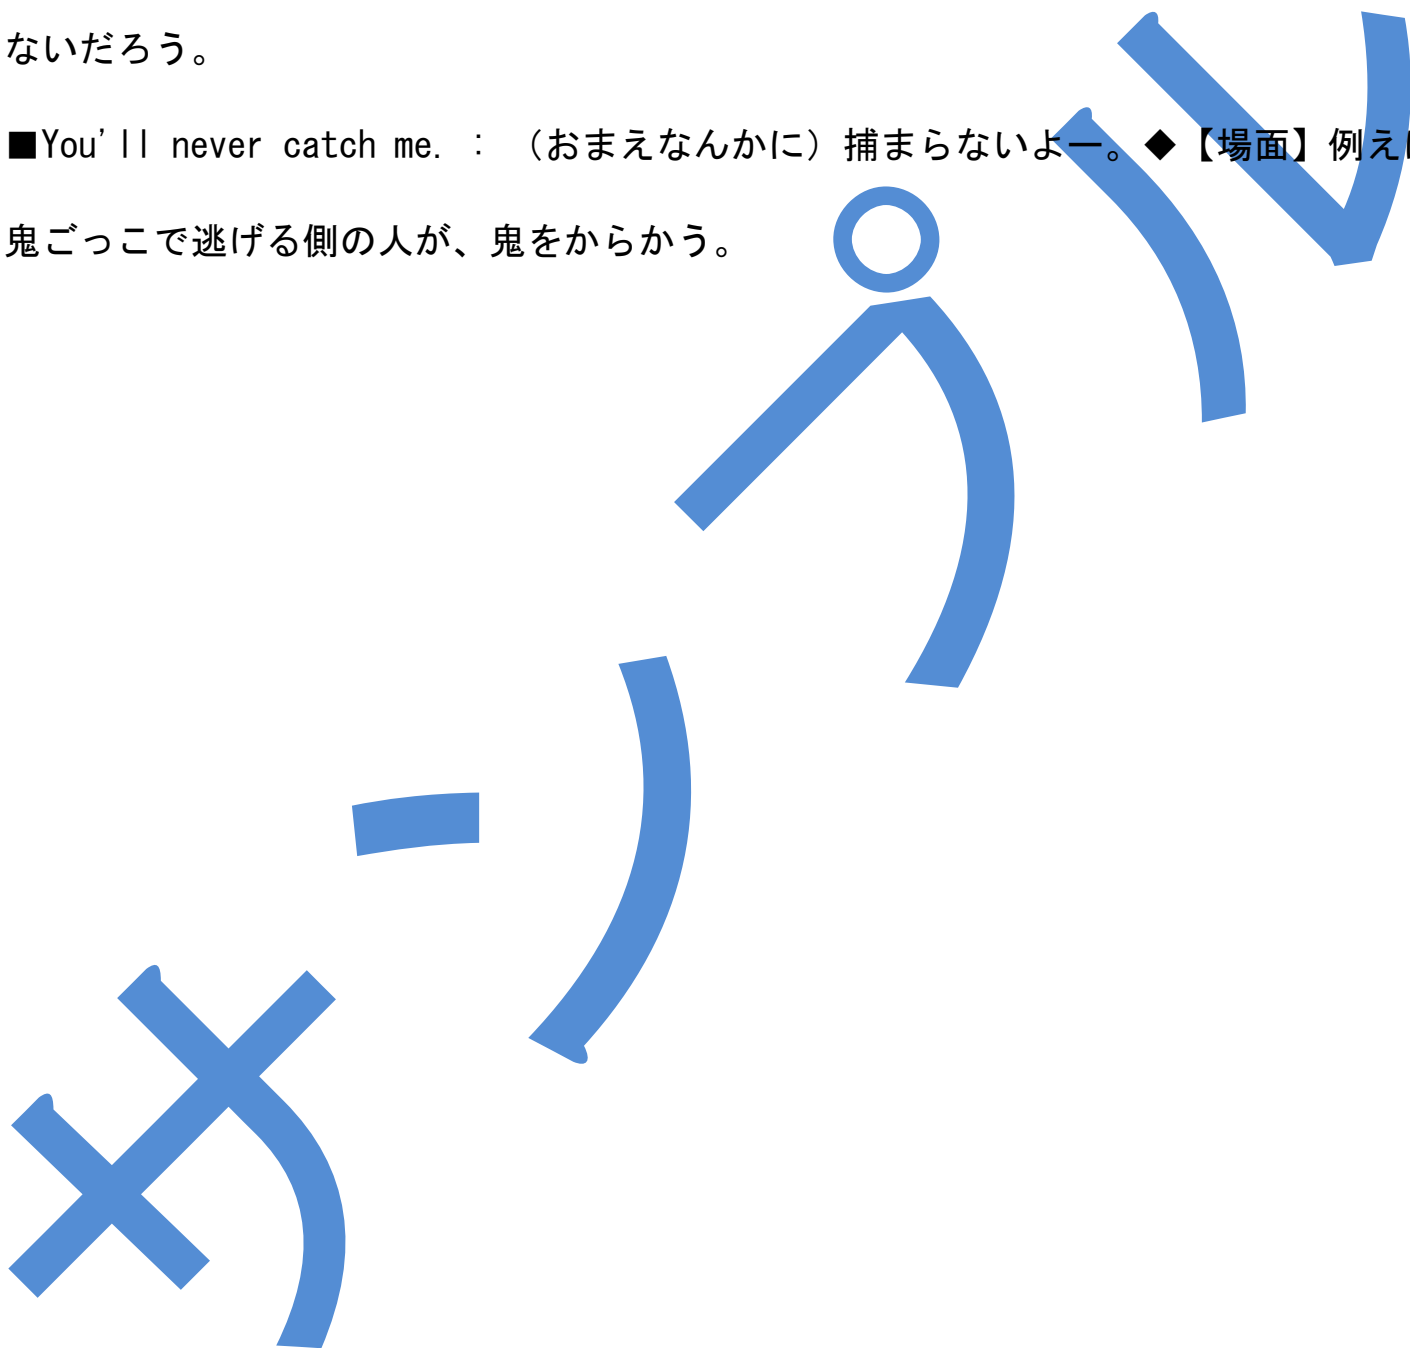 ないだろう。
■You'll never catch me. : （おまえなんかに）捕まらないよー。◆【場面】例え
鬼ごっこで逃げる側の人が、鬼をからかう。
サンプル